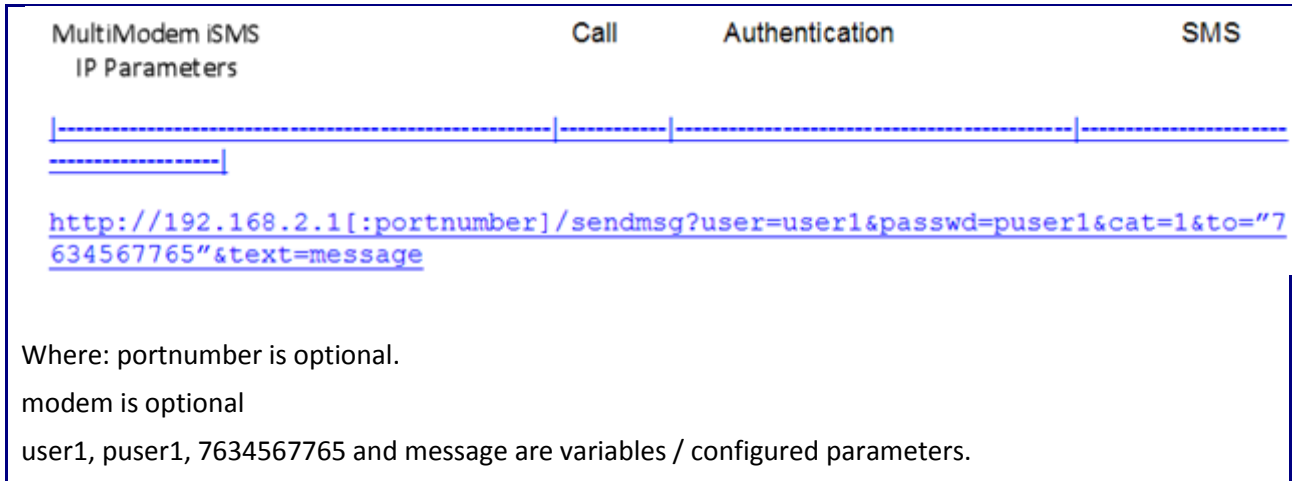 MultiModem iSMS Call Authentication SMS
IP Parameters
|-------------------------------------------------------|------------|--------------------------------------------|-----------------------
-------------------|
http://192.168.2.1[:portnumber]/sendmsg?user=user1&passwd=puser1&cat=1&to=”7
634567765”&text=message
Where: portnumber is optional.
modem is optional
user1, puser1, 7634567765 and message are variables / configured parameters.